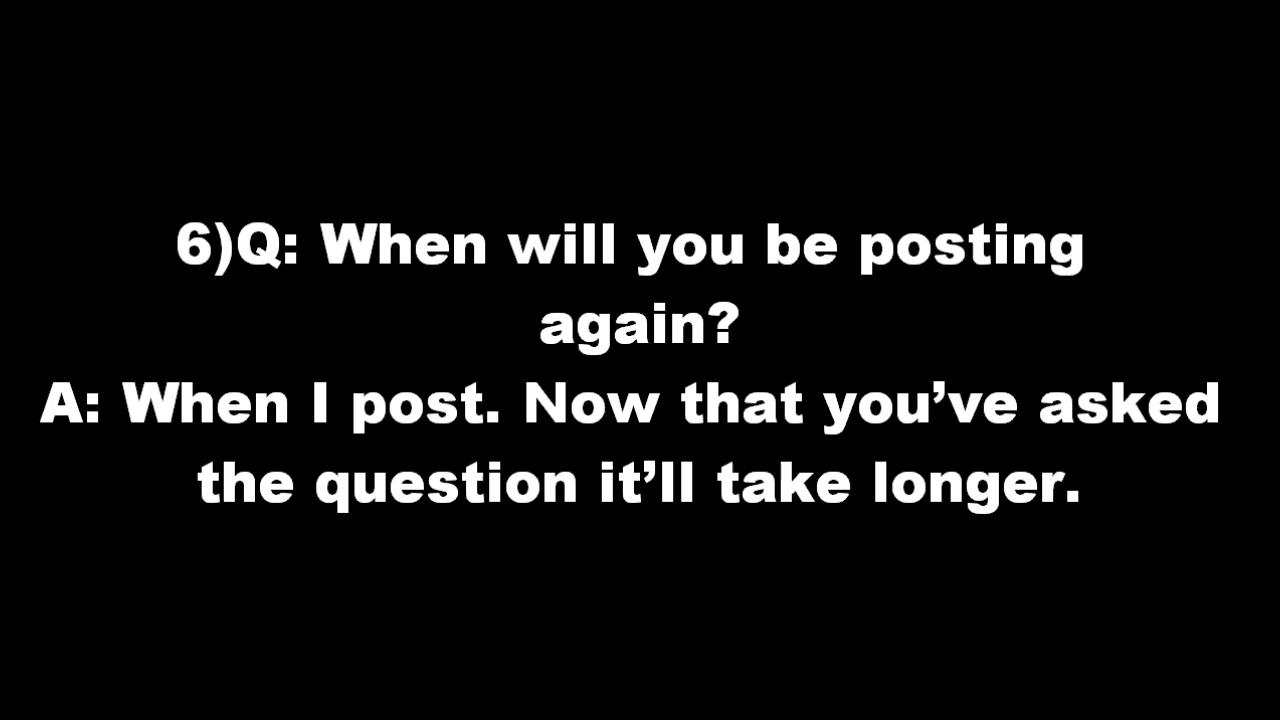 6)Q: When will you be posting
again?
A: When I post. Now that you’ve asked
the question it’ll take longer.